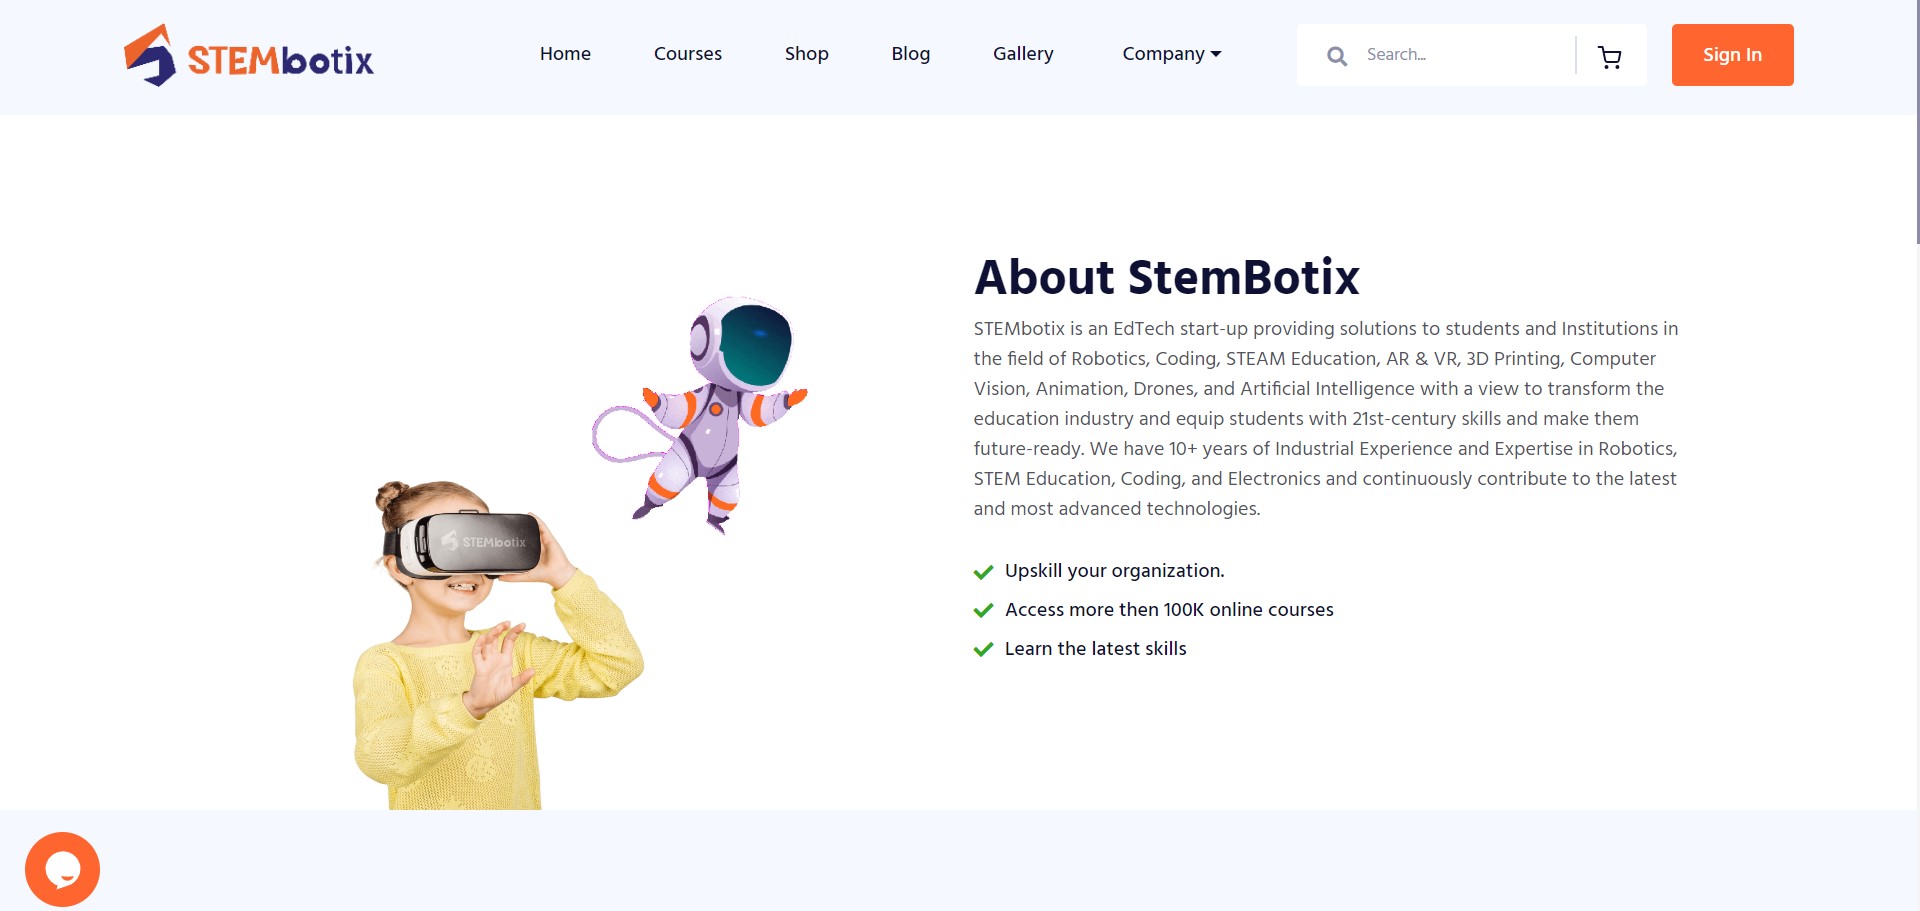 STEMbotix
Home
Courses
Shop
Blog
Gallery
Company
Search...
Sign In
About StemBotix
STEMbotix is an EdTech start-up providing solutions to students and Institutions in
the field of Robotics, Coding, STEAM Education, AR & VR, 3D Printing, Computer
Vision, Animation, Drones, and Artificial Intelligence with a view to transform the
education industry and equip students with 21st-century skills and make them
future-ready. We have 10+ years of Industrial Experience and Expertise in Robotics,
STEM Education, Coding, and Electronics and continuously contribute to the latest
and most advanced technologies.
STEMbotix
Upskill your organization.
Access more then 100K online courses
Learn the latest skills